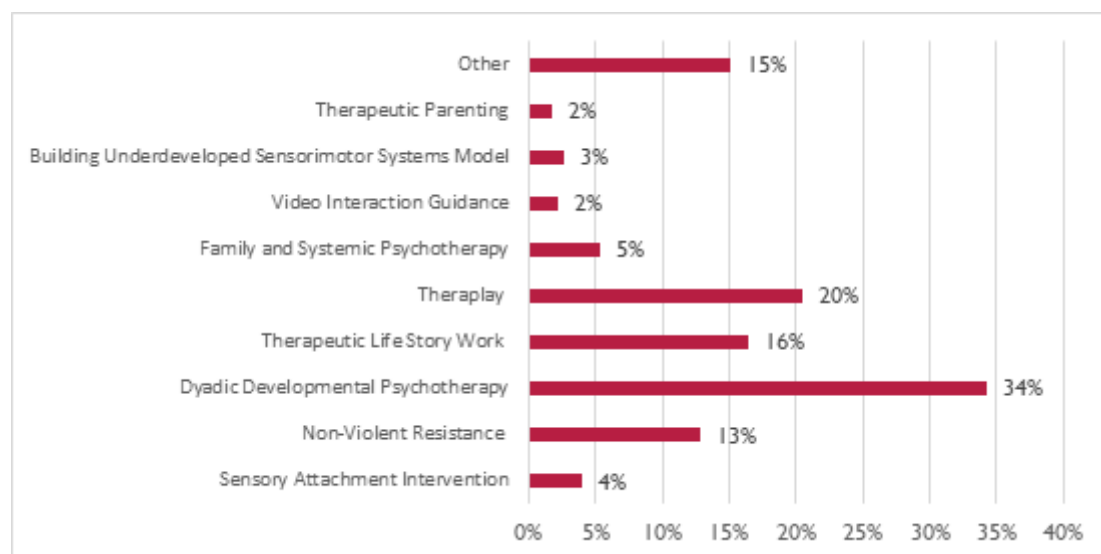 Other 15%
Therapeutic Parenting 2%
Building Underdeveloped Sensorimotor Systems Model 3%
Video Interaction Guidance 2%
Family and Systemic Psychotherapy 5%
Theraplay 20%
Therapeutic Life Story Work 16%
Dyadic Developmental Psychotherapy 34%
Non-Violent Resistance 13%
Sensory Attachment Intervention 4%
0% 5% 10% 15% 20% 25% 30% 35% 40%